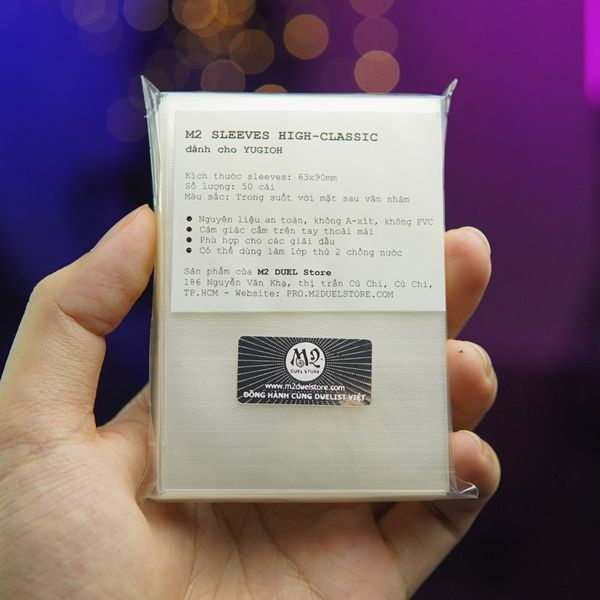 M2 SLEEVES HIGH-CLASSIC
dành cho YUGIOH
Kích thước sleeves: 63x90mm
Số lượng: 50 cái
Màu sắc: Trong suốt với mặt sau vân nhám
● Nguyên liệu an toàn, không A-xít, không PVC
● Cảm giác cầm trên tay thoải mái
● Phù hợp cho các giải đấu
● Có thể dùng làm lớp thứ 2 chống nước
Sản phẩm của M2 DUEL Store
186 Nguyễn Văn Khạ, thị trấn Củ Chi, Củ Chi,
TP.HCM - Website: PRO.M2DUELSTORE.COM
M2
DUEL STORE
www.m2duelstore.com
ĐỒNG HÀNH CÙNG DUELIST VIỆT